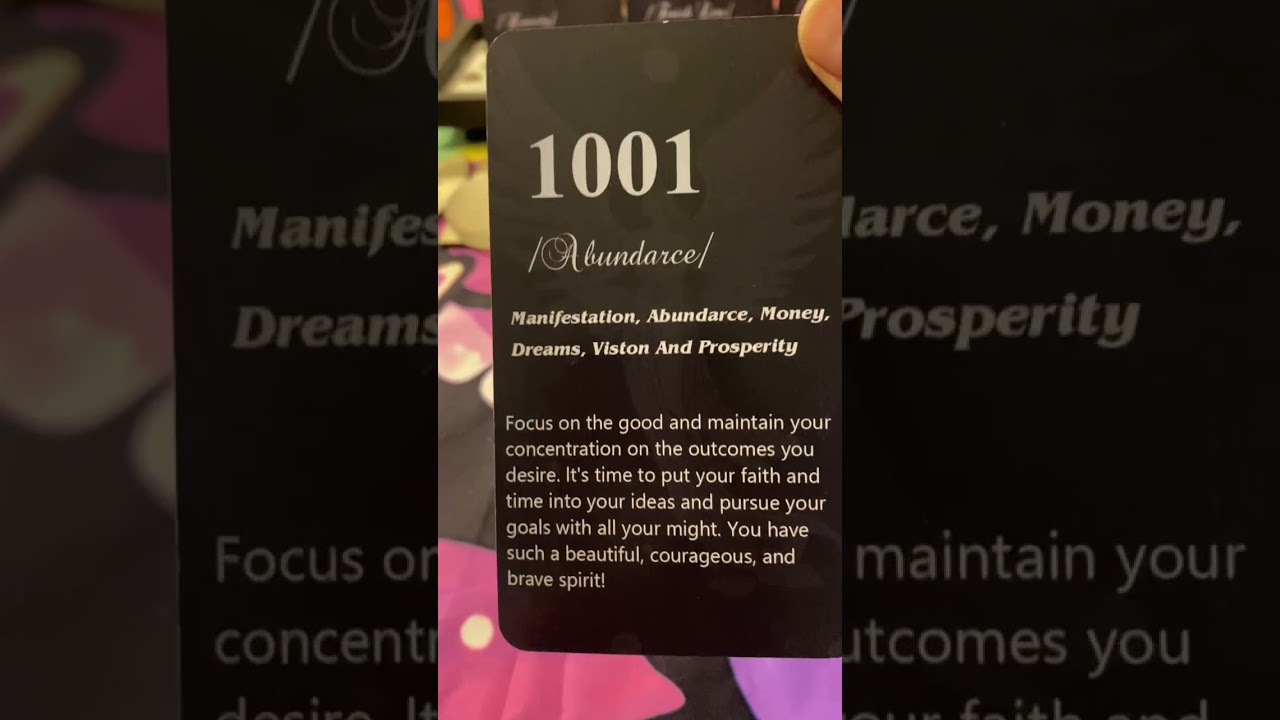 1001
/Abundarce/
Manifestation, Abundarce, Money,
Dreams, Viston And Prosperity
Focus on the good and maintain your
concentration on the outcomes you
desire. It's time to put your faith and
time into your ideas and pursue your
goals with all your might. You have
such a beautiful, courageous, and
brave spirit!